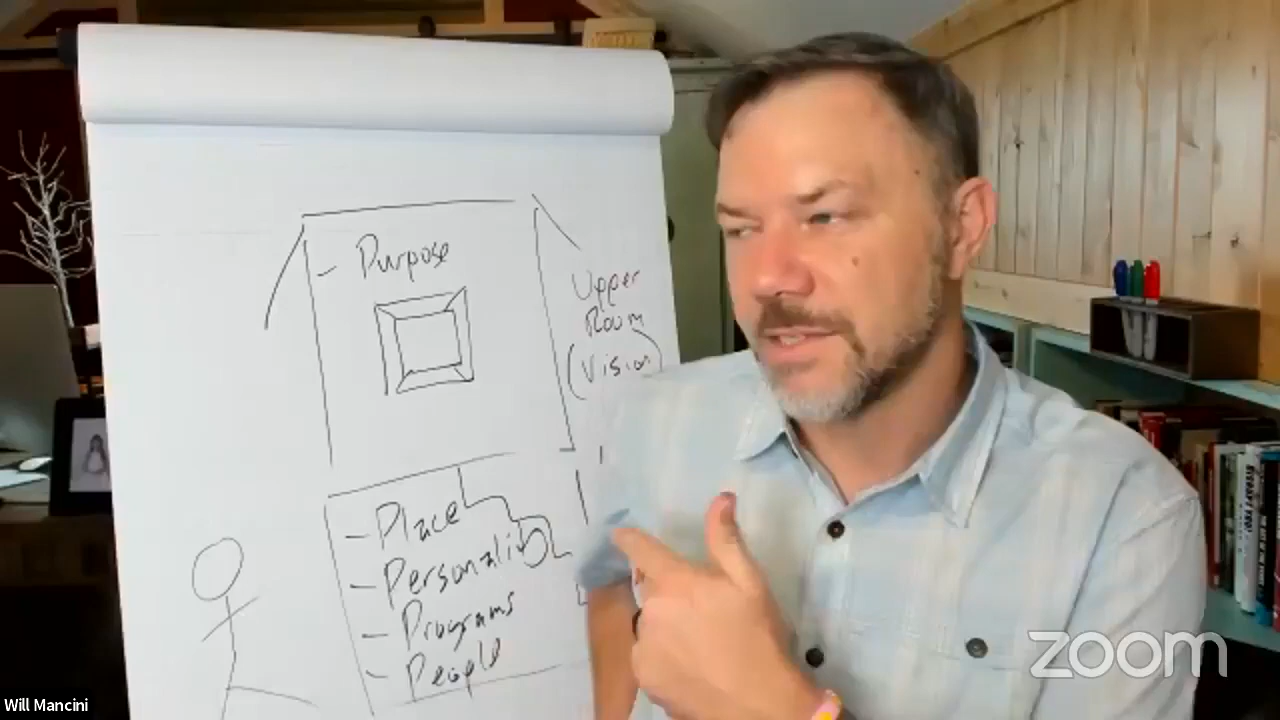 - Purpose
Upper
Room
(Vision)
- Place
- Personality
- Programs
- People
zoom
Will Mancini